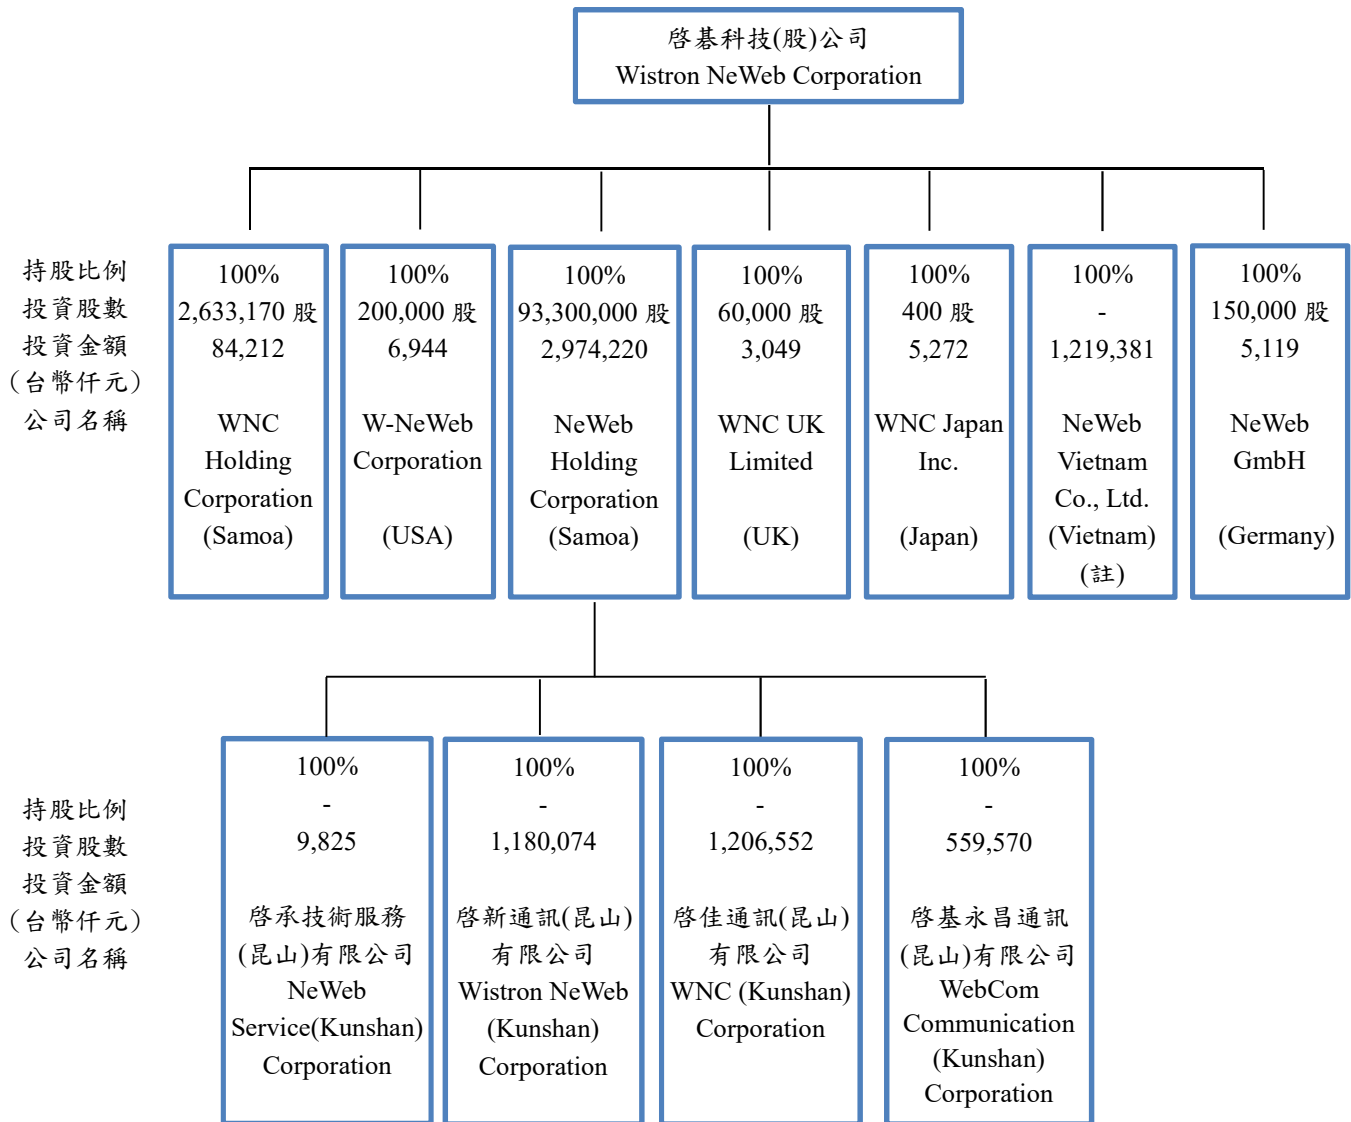 啓碁科技(股)公司
Wistron NeWeb Corporation
持股比例
投資股數
投資金額
(台幣仟元)
公司名稱
100%
2,633,170 股
84,212
WNC
Holding
Corporation
(Samoa)
100%
200,000 股
6,944
W-NeWeb
Corporation
(USA)
100%
93,300,000 股
2,974,220
NeWeb
Holding
Corporation
(Samoa)
100%
60,000 股
3,049
WNC UK
Limited
(UK)
100%
400 股
5,272
WNC Japan
Inc.
(Japan)
100%
-
1,219,381
NeWeb
Vietnam
Co., Ltd.
(Vietnam)
(註)
100%
150,000 股
5,119
NeWeb
GmbH
(Germany)
持股比例
投資股數
投資金額
(台幣仟元)
公司名稱
100%
-
9,825
啓承技術服務
(昆山)有限公司
NeWeb
Service(Kunshan)
Corporation
100%
-
1,180,074
啓新通訊(昆山)
有限公司
Wistron NeWeb
(Kunshan)
Corporation
100%
-
1,206,552
啓佳通訊(昆山)
有限公司
WNC (Kunshan)
Corporation
100%
-
559,570
啓基永昌通訊
(昆山)有限公司
WebCom
Communication
(Kunshan)
Corporation